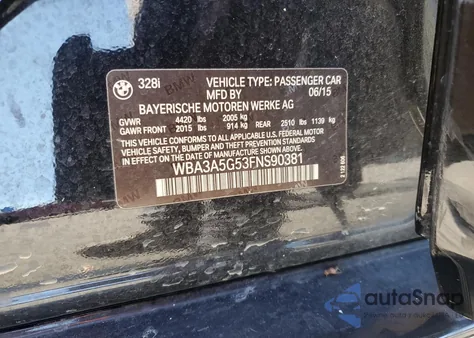 328i VEHICLE TYPE: PASSENGER CAR
MFD BY 06/15
BAYERISCHE MOTOREN WERKE AG
GVWR 4420 lbs 2005 kg
GAWR FRONT 2015 lbs 914 kg REAR 2510 lbs 1139 kg
THIS VEHICLE CONFORMS TO ALL APPLICABLE FEDERAL MOTOR VEHICLE
SAFETY, BUMPER AND THEFT PREVENTION STANDARDS IN
EFFECT ON THE DATE OF MANUFACTURE SHOWN ABOVE.
WBA3A5G53FNS90381
autaSnap